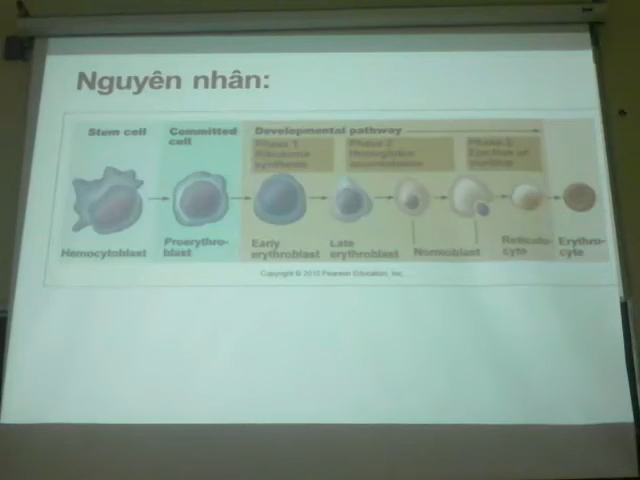 Nguyên nhân:
Stem cell
Committed
cell
Developmental pathway
Phase 1
Ribosome
synthesis
Phase 2
Hemoglobin
accumulation
Phase 3
Ejection of
nucleus
Hemocytoblast
Proerythro-
blast
Early
erythroblast
Late
erythroblast
Normoblast
Reticulo-
cyte
Erythro-
cyte
Copyright © 2010 Pearson Education, Inc.